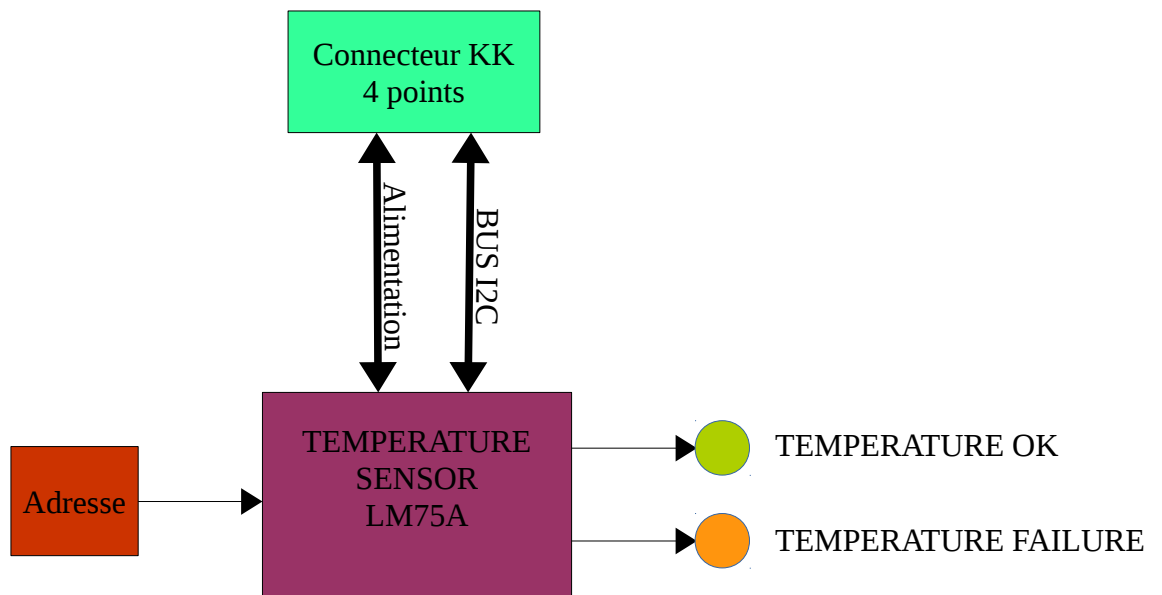 Connecteur KK
4 points
Alimentation
BUS I2C
Adresse
TEMPERATURE
SENSOR
LM75A
TEMPERATURE OK
TEMPERATURE FAILURE